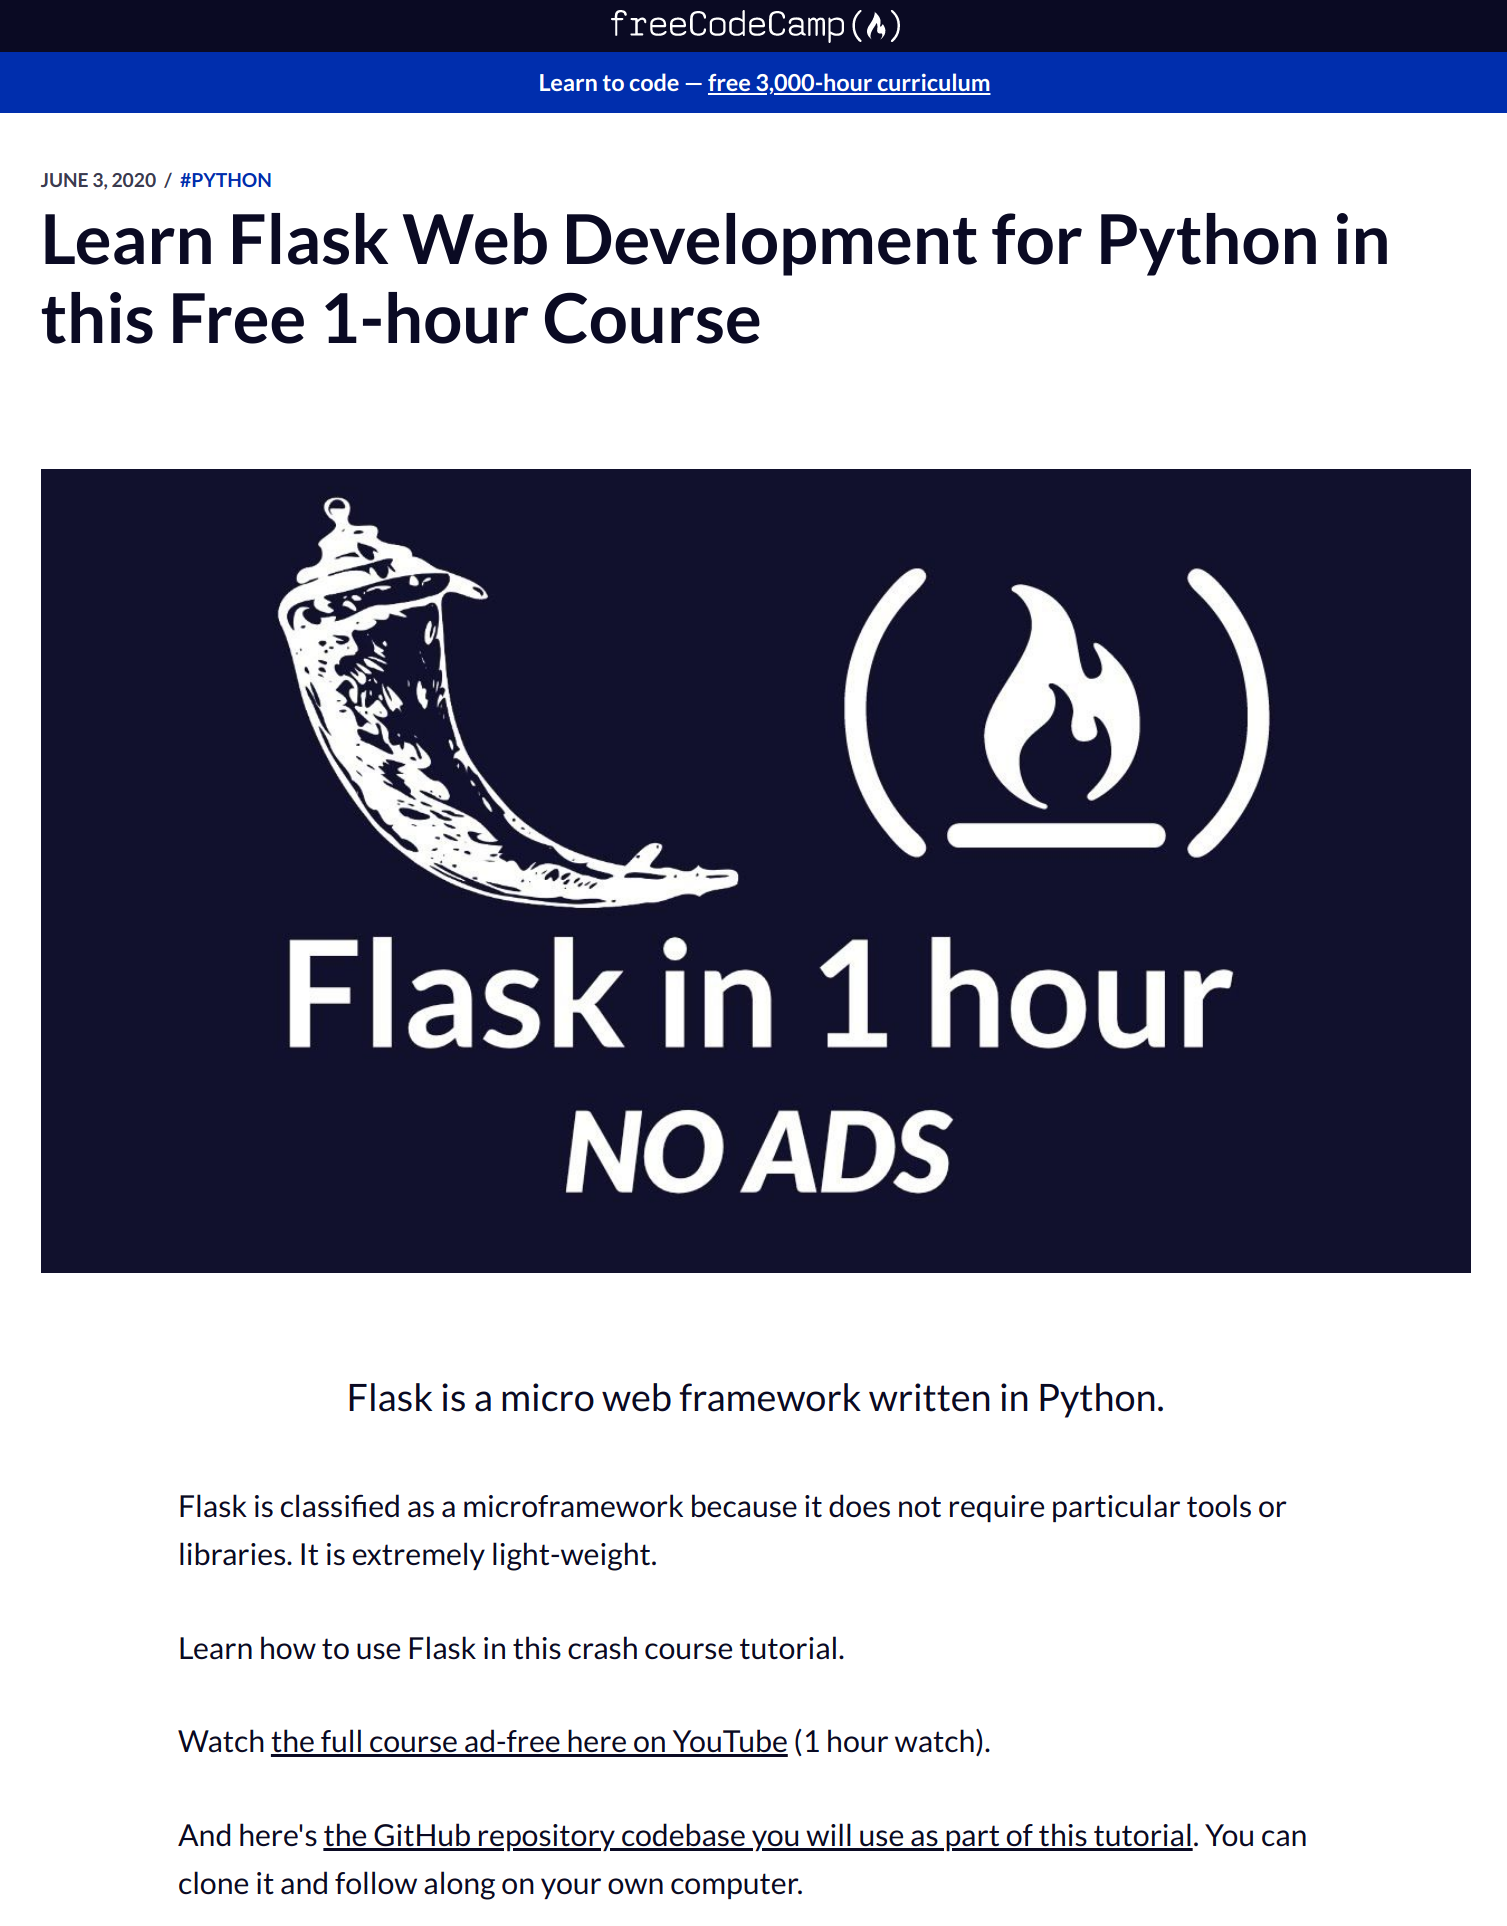 freeCodeCamp
Learn to code — free 3,000-hour curriculum
JUNE 3, 2020 / #PYTHON
Learn Flask Web Development for Python in
this Free 1-hour Course
Flask in 1 hour
NO ADS
Flask is a micro web framework written in Python.
Flask is classified as a microframework because it does not require particular tools or
libraries. It is extremely light-weight.
Learn how to use Flask in this crash course tutorial.
Watch the full course ad-free here on YouTube (1 hour watch).
And here's the GitHub repository codebase you will use as part of this tutorial. You can
clone it and follow along on your own computer.